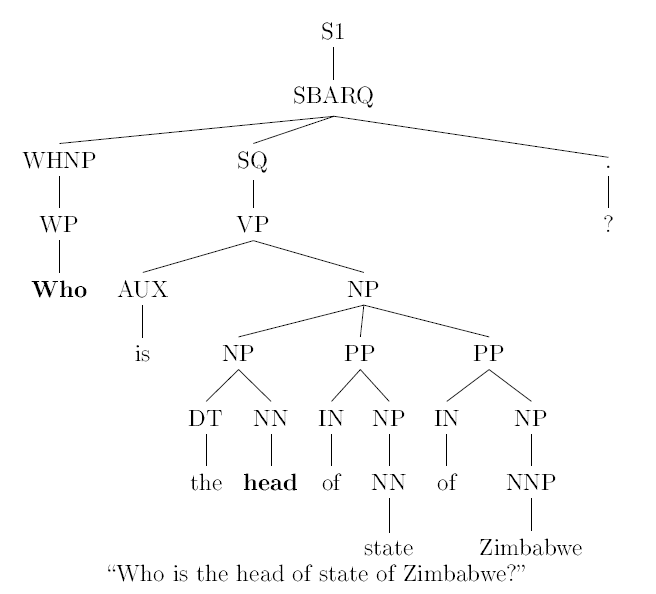 S1
SBARQ
WHNP SQ .
WP VP ?
Who AUX NP
is NP PP PP
DT NN IN NP IN NP
the head of NN of NNP
state Zimbabwe
“Who is the head of state of Zimbabwe?”